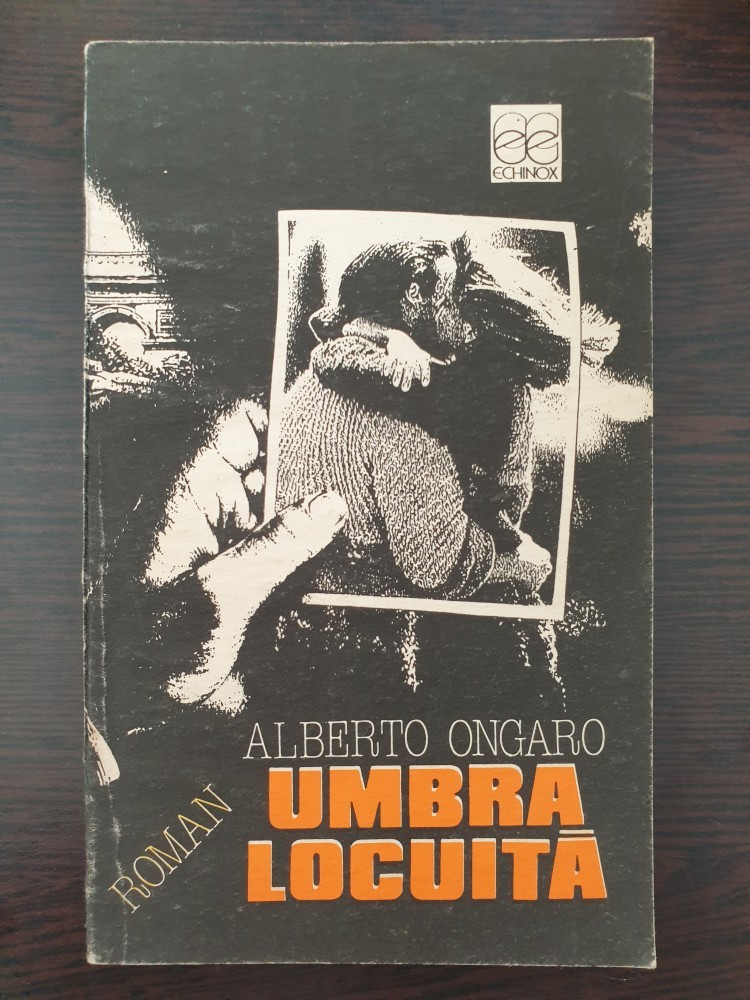 ECHINOX
ALBERTO ONGARO
UMBRA
LOCUITĂ
ROMAN